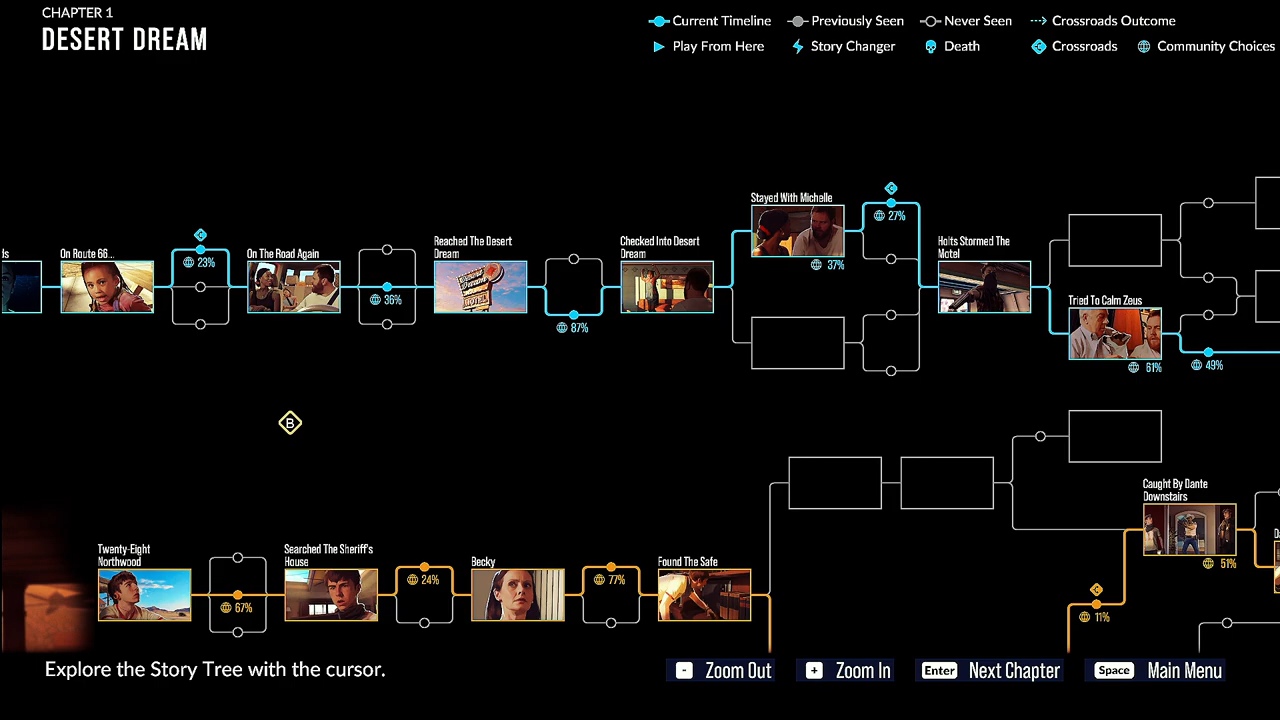 CHAPTER 1
DESERT DREAM
Current Timeline
Previously Seen
Never Seen
Crossroads Outcome
Play From Here
Story Changer
Death
Crossroads
Community Choices
Stayed With Michelle
27%
37%
On Route 66...
23%
On The Road Again
36%
Reached The Desert
Dream
87%
Checked Into Desert
Dream
Holts Stormed The
Motel
Tried To Calm Zeus
61%
49%
B
Caught By Dante
Downstairs
51%
11%
Twenty-Eight
Northwood
67%
Searched The Sheriff's
House
24%
Becky
77%
Found The Safe
Explore the Story Tree with the cursor.
- Zoom Out
+ Zoom In
Enter Next Chapter
Space Main Menu